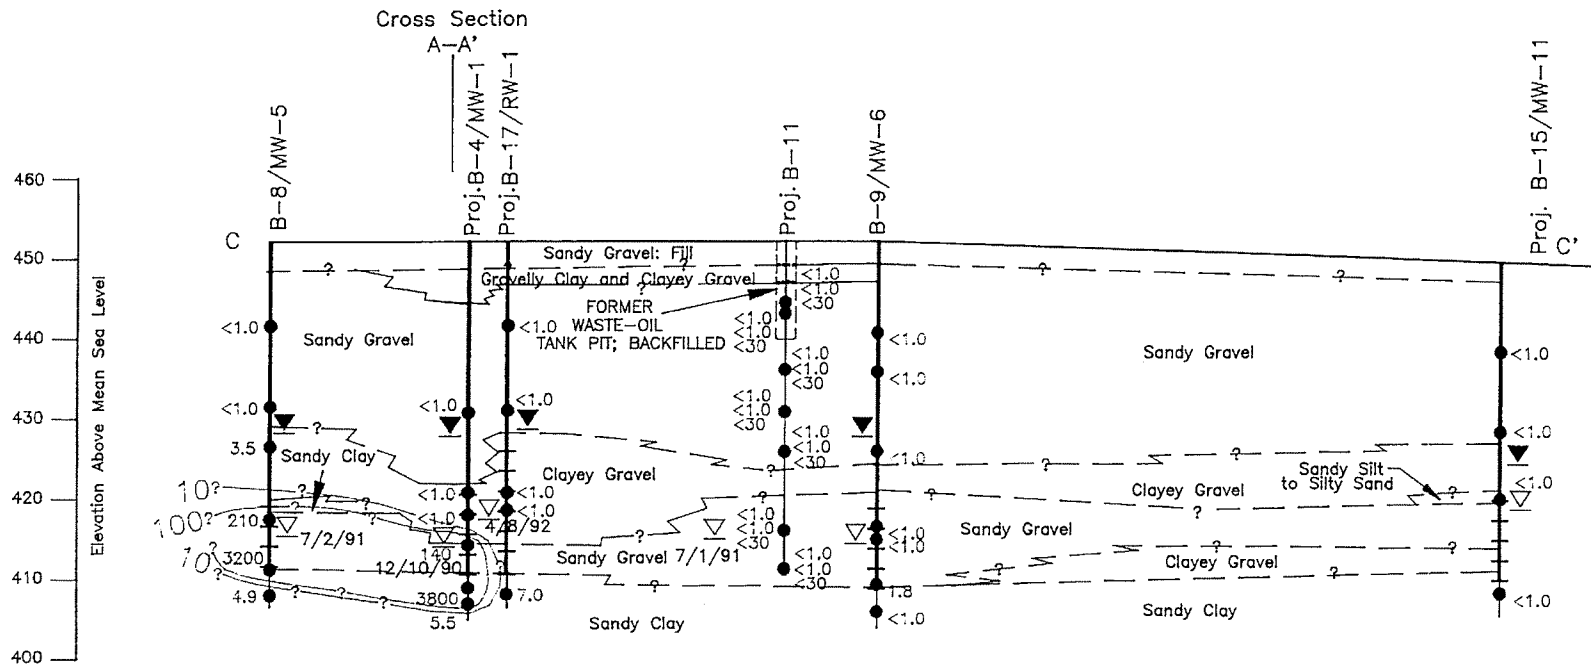 Cross Section
A-A'
B-8/MW-5
Proj.B-4/MW-1
Proj.B-17/RW-1
Proj. B-11
B-9/MW-6
Proj. B-15/MW-11
C
C'
Elevation Above Mean Sea Level
460
450
440
430
420
410
400
Sandy Gravel: Fill
Gravelly Clay and Clayey Gravel
FORMER
WASTE-OIL
TANK PIT; BACKFILLED
Sandy Gravel
Sandy Gravel
Sandy Clay
Clayey Gravel
Clayey Gravel
Sandy Silt
to Silty Sand
Sandy Gravel
Sandy Gravel
Clayey Gravel
Sandy Clay
Sandy Clay
<1.0
<1.0
3.5
10?
100?
10?
210
7/2/91
3200
4.9
<1.0
<1.0
<1.0
140
12/10/90
3800
5.5
<1.0
<1.0
<1.0
4/8/92
7.0
<1.0
<1.0
<30
<1.0
<1.0
<30
<1.0
<1.0
<30
<1.0
<1.0
<30
<1.0
<1.0
<30
<1.0
<1.0
<30
7/1/91
<1.0
<1.0
<30
<1.0
<1.0
<1.0
<1.0
<1.0
1.8
<1.0
<1.0
<1.0
<1.0
<1.0